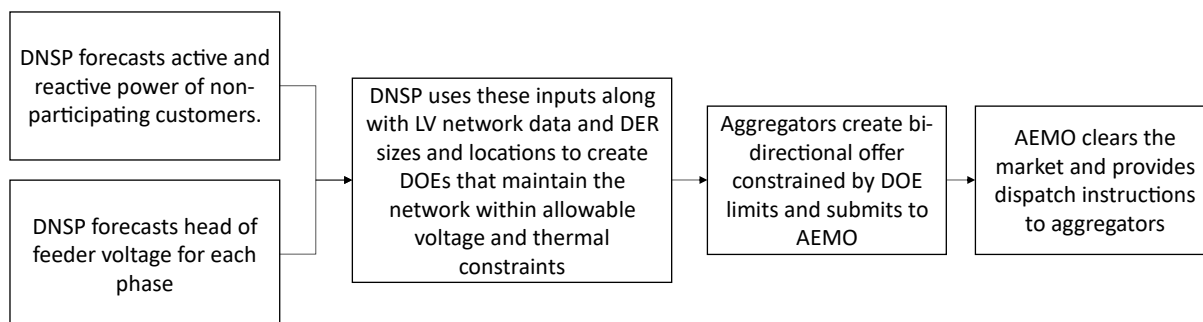 DNSP forecasts active and
reactive power of non-
participating customers.
DNSP forecasts head of
feeder voltage for each
phase
DNSP uses these inputs along
with LV network data and DER
sizes and locations to create
DOEs that maintain the
network within allowable
voltage and thermal
constraints
Aggregators create bi-
directional offer
constrained by DOE
limits and submits to
AEMO
AEMO clears the
market and provides
dispatch instructions
to aggregators